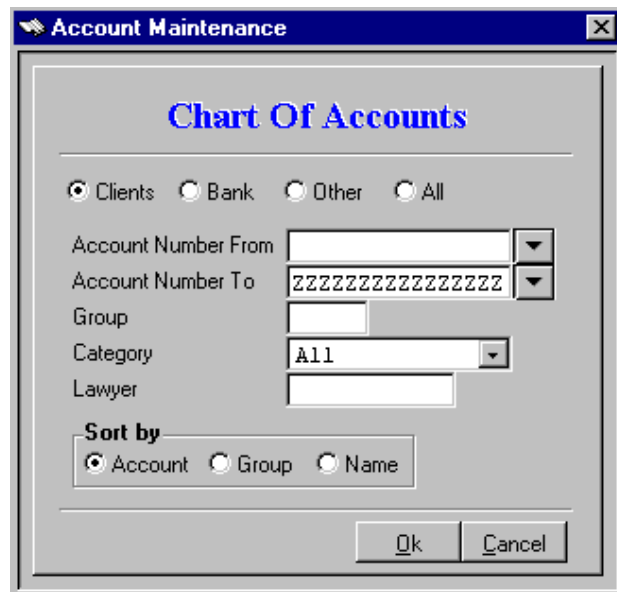 Account Maintenance
Chart Of Accounts
Clients Bank Other All
Account Number From
Account Number To ZZZZZZZZZZZZZZZZ
Group
Category All
Lawyer
Sort by
Account Group Name
Ok Cancel